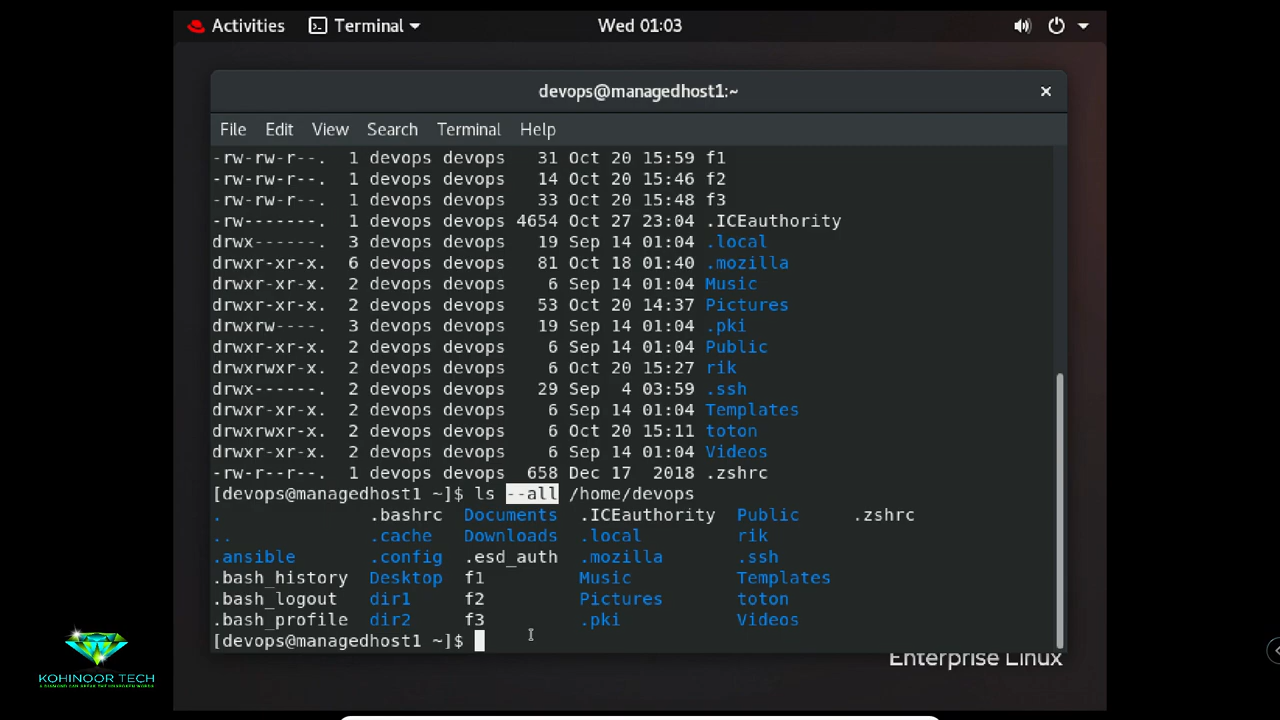 Activities Terminal Wed 01:03
devops@managedhost1:~
File Edit View Search Terminal Help
-rw-rw-r--. 1 devops devops 31 Oct 20 15:59 f1
-rw-rw-r--. 1 devops devops 14 Oct 20 15:46 f2
-rw-rw-r--. 1 devops devops 33 Oct 20 15:48 f3
-rw-------. 1 devops devops 4654 Oct 27 23:04 .ICEauthority
drwx------. 3 devops devops 19 Sep 14 01:04 .local
drwxr-xr-x. 6 devops devops 81 Oct 18 01:40 .mozilla
drwxr-xr-x. 2 devops devops 6 Sep 14 01:04 Music
drwxr-xr-x. 2 devops devops 53 Oct 20 14:37 Pictures
drwxrw----. 3 devops devops 19 Sep 14 01:04 .pki
drwxr-xr-x. 2 devops devops 6 Sep 14 01:04 Public
drwxrwxr-x. 2 devops devops 6 Oct 20 15:27 rik
drwx------. 2 devops devops 29 Sep 4 03:59 .ssh
drwxr-xr-x. 2 devops devops 6 Sep 14 01:04 Templates
drwxrwxr-x. 2 devops devops 6 Oct 20 15:11 toton
drwxr-xr-x. 2 devops devops 6 Sep 14 01:04 Videos
-rw-r--r--. 1 devops devops 658 Dec 17 2018 .zshrc
[devops@managedhost1 ~]$ ls --all /home/devops
. .bashrc Documents .ICEauthority Public .zshrc
.. .cache Downloads .local rik
.ansible .config .esd_auth .mozilla .ssh
.bash_history Desktop f1 Music Templates
.bash_logout dir1 f2 Pictures toton
.bash_profile dir2 f3 .pki Videos
[devops@managedhost1 ~]$
Enterprise Linux
KOHINOOR TECH
A DIAMOND CAN SPEAK THE UNSPOKEN WORDS